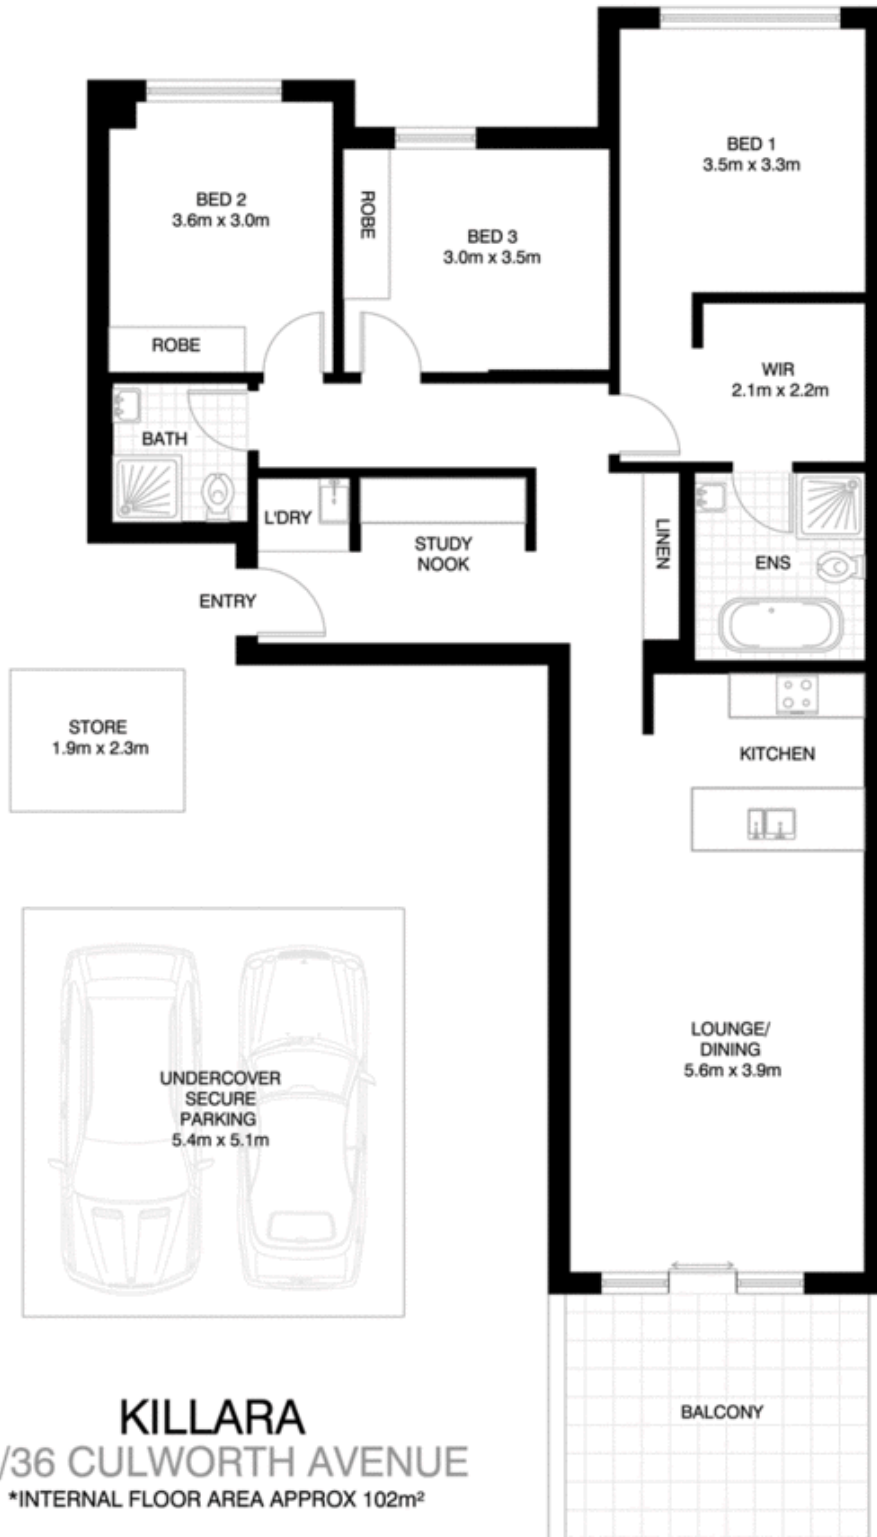 BED 1
3.5m x 3.3m
BED 2
3.6m x 3.0m
ROBE
BED 3
3.0m x 3.5m
ROBE
WIR
2.1m x 2.2m
BATH
L'DRY
STUDY
NOOK
LINEN
ENS
ENTRY
STORE
1.9m x 2.3m
KITCHEN
UNDERCOVER
SECURE
PARKING
5.4m x 5.1m
LOUNGE/
DINING
5.6m x 3.9m
BALCONY
KILLARA
/36 CULWORTH AVENUE
*INTERNAL FLOOR AREA APPROX 102m²